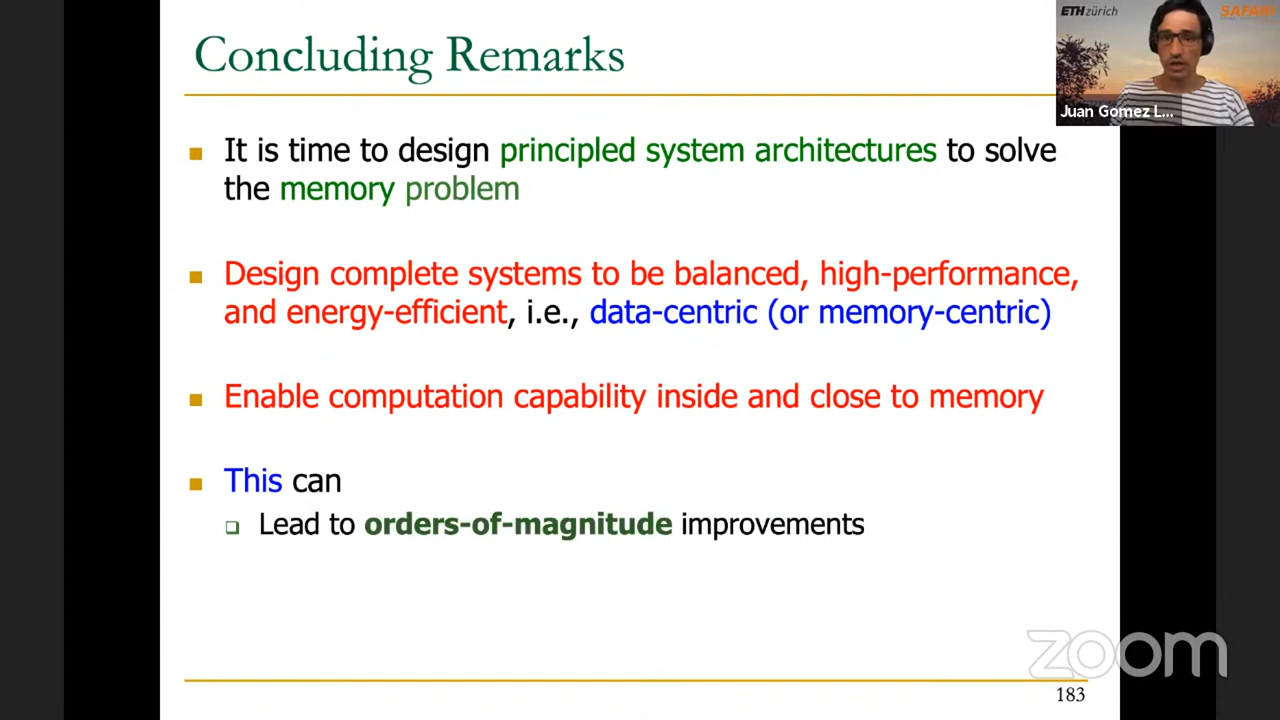 Concluding Remarks
ETH zürich
SAFARI
Juan Gomez L...
It is time to design principled system architectures to solve
the memory problem
Design complete systems to be balanced, high-performance,
and energy-efficient, i.e., data-centric (or memory-centric)
Enable computation capability inside and close to memory
This can
Lead to orders-of-magnitude improvements
zoom
183